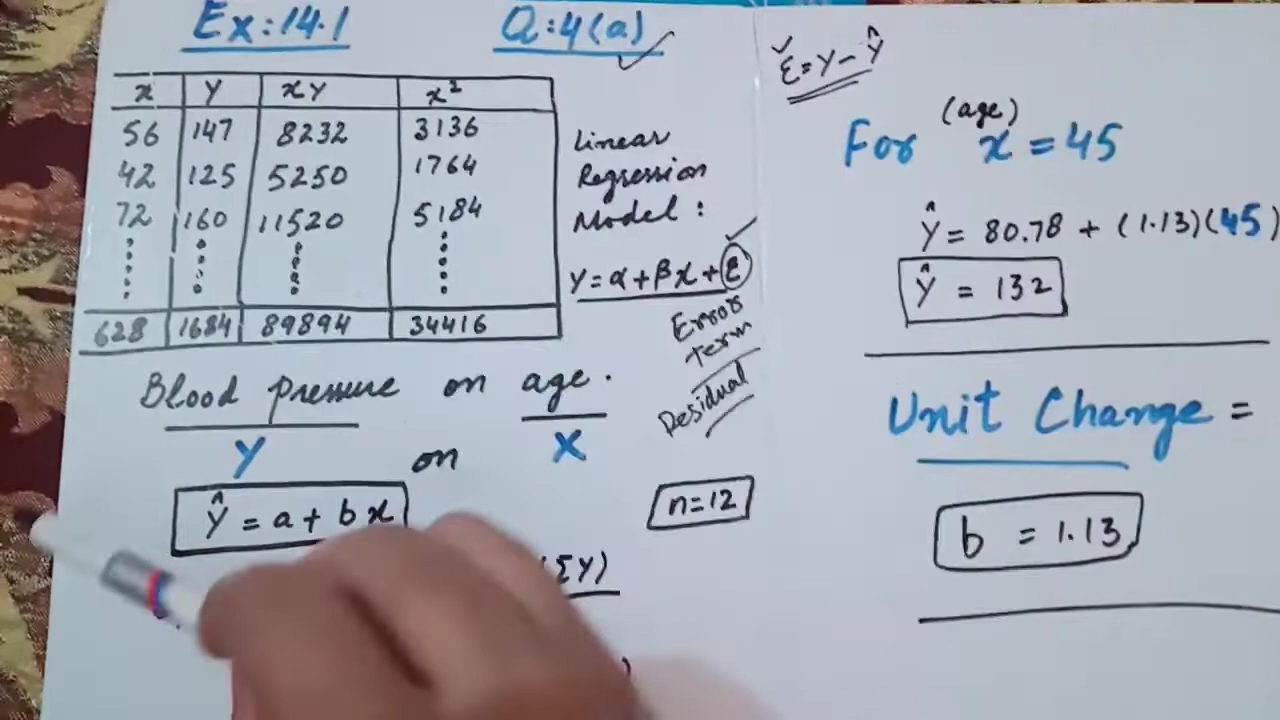 Ex:14.1 Q:4(a)
x Y xY x²
56 147 8232 3136
42 125 5250 1764
72 160 11520 5184
628 1684 89894 34416
Linear
Regression
Model:
Y=α+βx+ε
Error
term
Residual
Blood Pressure on age.
Y on X
Ŷ = a + bx
n=12
ΣY)
ε=Y-Ŷ
(age)
For x=45
Ŷ = 80.78 + (1.13)(45)
Ŷ = 132
Unit Change =
b = 1.13